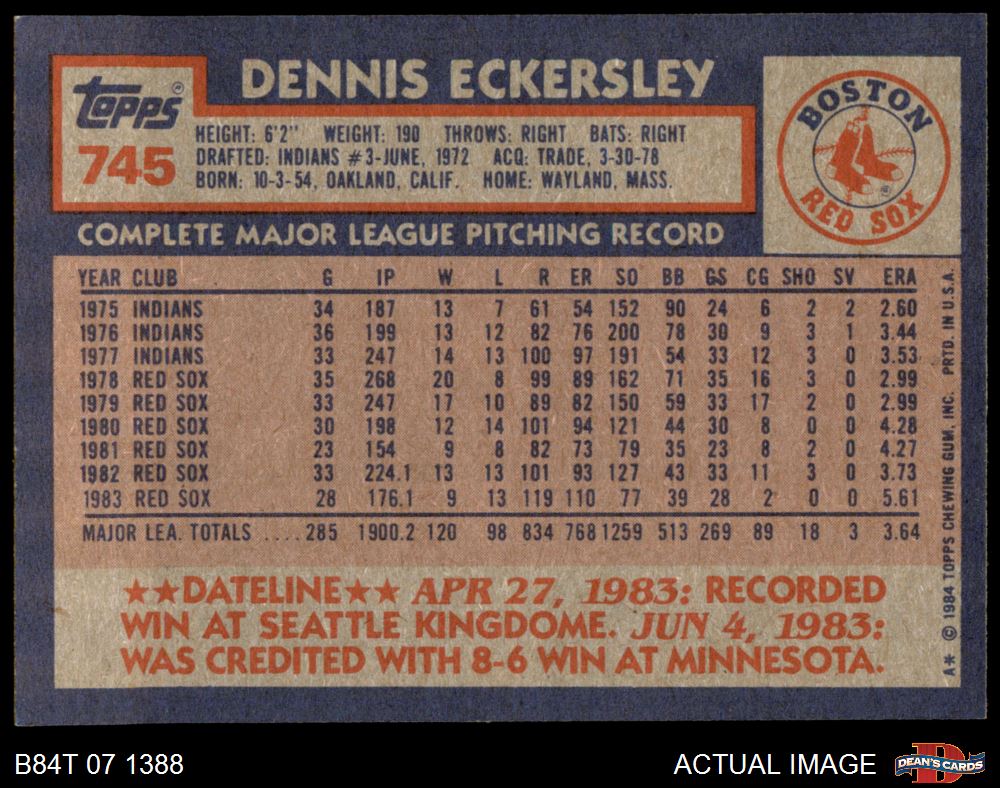 DENNIS ECKERSLEY
TOPPS®
745
HEIGHT: 6'2" WEIGHT: 190 THROWS: RIGHT BATS: RIGHT
DRAFTED: INDIANS #3-JUNE, 1972 ACQ: TRADE, 3-30-78
BORN: 10-3-54, OAKLAND, CALIF. HOME: WAYLAND, MASS.
BOSTON
RED SOX
COMPLETE MAJOR LEAGUE PITCHING RECORD
YEAR CLUB G IP W L R ER SO BB GS CG SHO SV ERA
1975 INDIANS 34 187 13 7 61 54 152 90 24 6 2 2 2.60
1976 INDIANS 36 199 13 12 82 76 200 78 30 9 3 1 3.44
1977 INDIANS 33 247 14 13 100 97 191 54 33 12 3 0 3.53
1978 RED SOX 35 268 20 8 99 89 162 71 35 16 3 0 2.99
1979 RED SOX 33 247 17 10 89 82 150 59 33 17 2 0 2.99
1980 RED SOX 30 198 12 14 101 94 121 44 30 8 0 0 4.28
1981 RED SOX 23 154 9 8 82 73 79 35 23 8 2 0 4.27
1982 RED SOX 33 224.1 13 13 101 93 127 43 33 11 3 0 3.73
1983 RED SOX 28 176.1 9 13 119 110 77 39 28 2 0 0 5.61
MAJOR LEA. TOTALS ....285 1900.2 120 98 834 768 1259 513 269 89 18 3 3.64
★★DATELINE★★ APR 27, 1983: RECORDED
WIN AT SEATTLE KINGDOME. JUN 4, 1983:
WAS CREDITED WITH 8-6 WIN AT MINNESOTA.
A* © 1984 TOPPS CHEWING GUM, INC. PRTD. IN U.S.A.
B84T 07 1388
ACTUAL IMAGE
D
DEAN'S CARDS